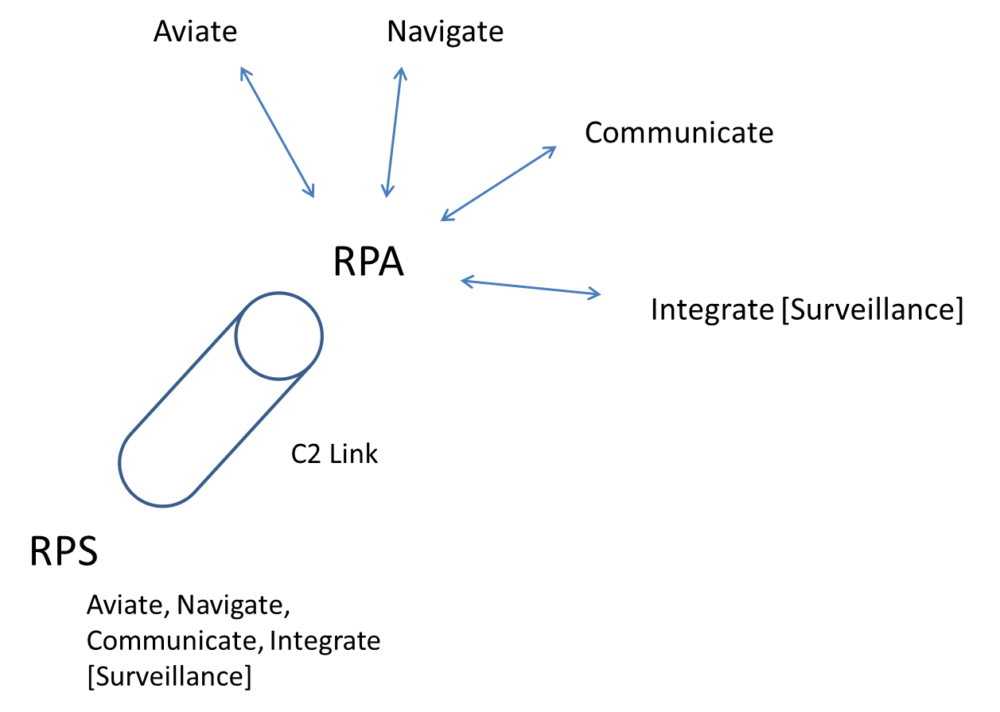 Aviate
Navigate
Communicate
RPA
Integrate [Surveillance]
C2 Link
RPS
Aviate, Navigate,
Communicate, Integrate
[Surveillance]